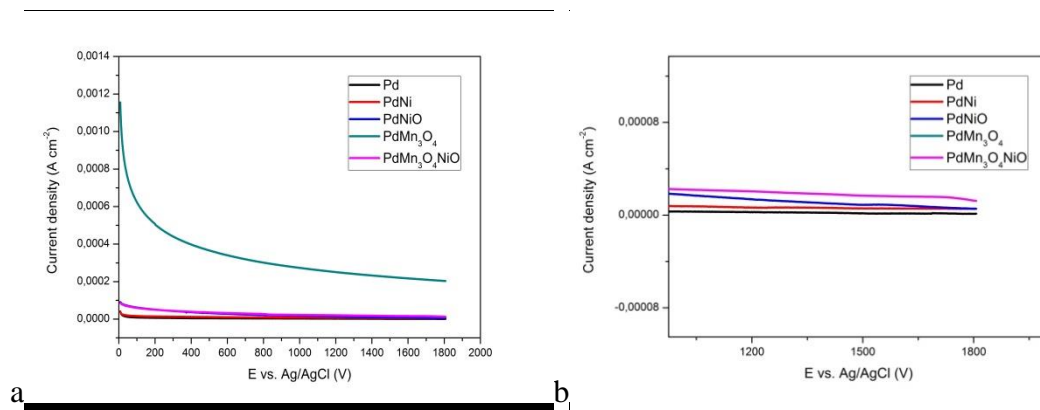 0,0014
0,0012
0,0010
0,0008
0,0006
0,0004
0,0002
0,0000
Current density (A cm⁻²)
0 200 400 600 800 1000 1200 1400 1600 1800 2000
E vs. Ag/AgCl (V)
Pd
PdNi
PdNiO
PdMn₃O₄
PdMn₃O₄NiO
a
0,00008
0,00000
-0,00008
Current density (A cm⁻²)
1200 1500 1800
E vs. Ag/AgCl (V)
Pd
PdNi
PdNiO
PdMn₃O₄
PdMn₃O₄NiO
b